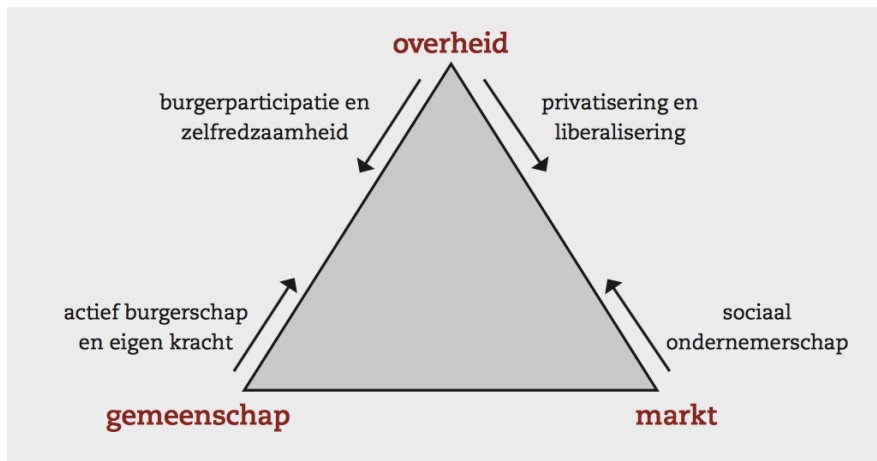 overheid
burgerparticipatie en
zelfredzaamheid
privatisering en
liberalisering
actief burgerschap
en eigen kracht
sociaal
ondernemerschap
gemeenschap
markt